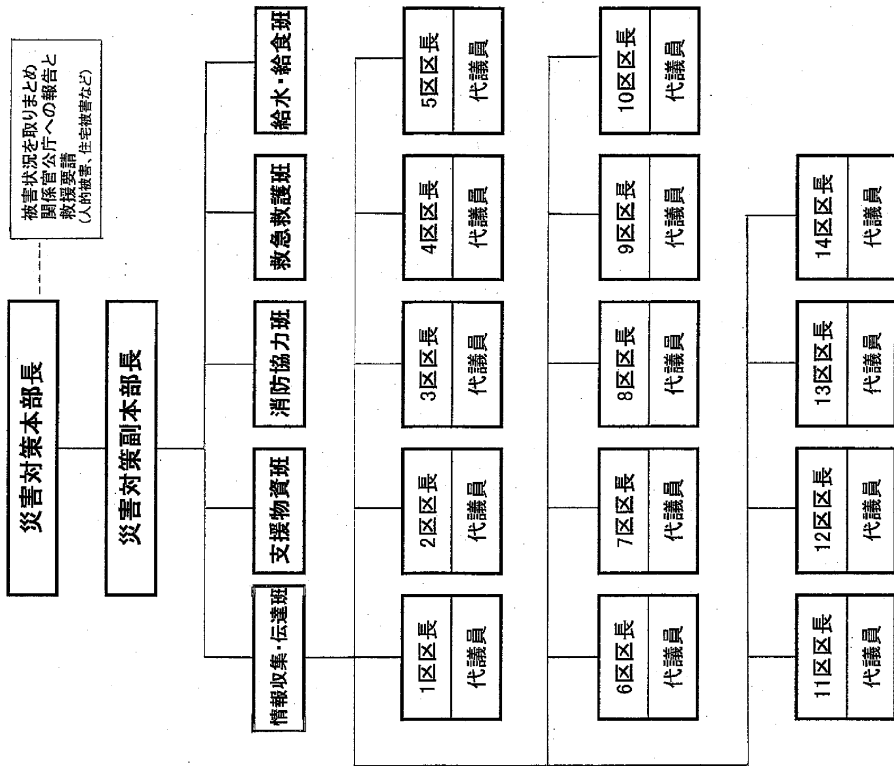 災害対策本部長
被害状況を取りまとめ
関係官公庁への報告と
救援要請
(人的被害、住宅被害など)
災害対策副本部長
情報収集・伝達班
支援物資班
消防協力班
救急救護班
給水・給食班
1区区長
代議員
2区区長
代議員
3区区長
代議員
4区区長
代議員
5区区長
代議員
6区区長
代議員
7区区長
代議員
8区区長
代議員
9区区長
代議員
10区区長
代議員
11区区長
代議員
12区区長
代議員
13区区長
代議員
14区区長
代議員